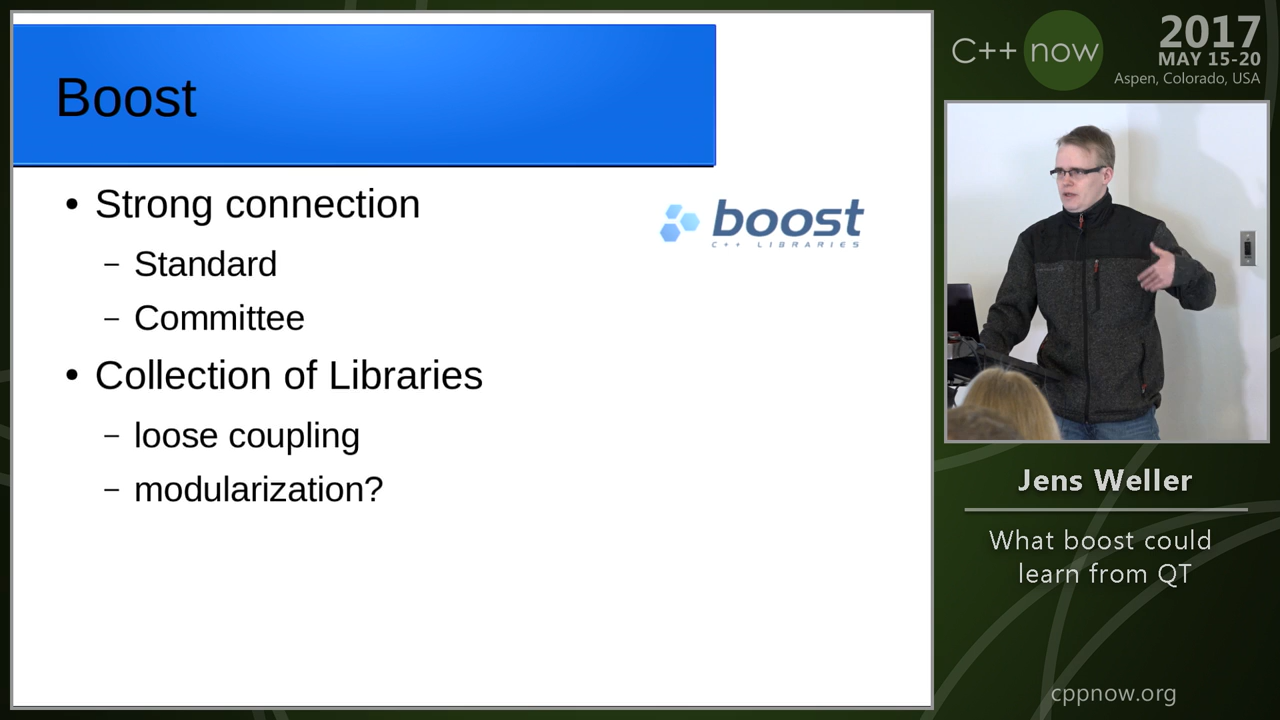 Boost
• Strong connection
– Standard
– Committee
• Collection of Libraries
– loose coupling
– modularization?
boost
C++ LIBRARIES
C++ now
2017
MAY 15-20
Aspen, Colorado, USA
Jens Weller
What boost could
learn from QT
cppnow.org